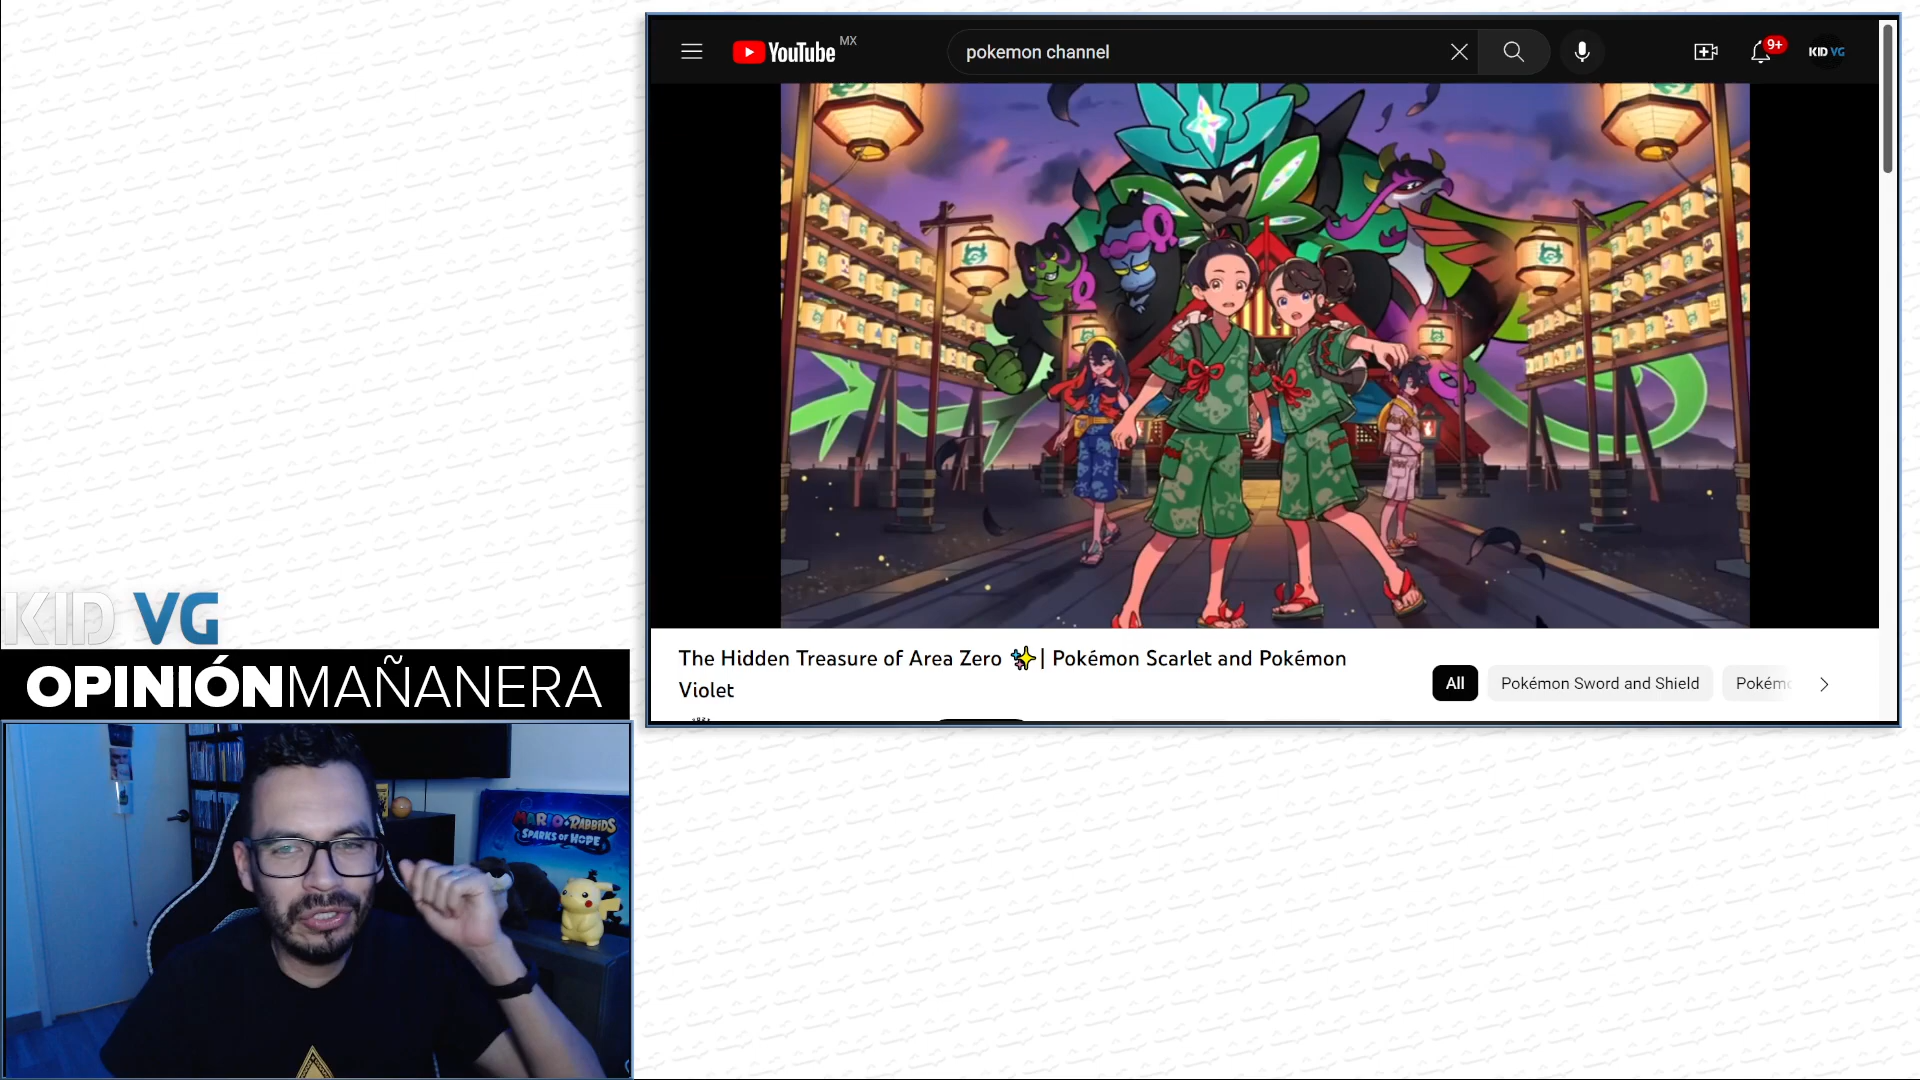 YouTube MX
pokemon channel
9+
KID VG
The Hidden Treasure of Area Zero ✨| Pokémon Scarlet and Pokémon
Violet
All
Pokémon Sword and Shield
Pokémo
KID VG
OPINIÓNMAÑANERA
MARIO+RABBIDS
SPARKS OF HOPE